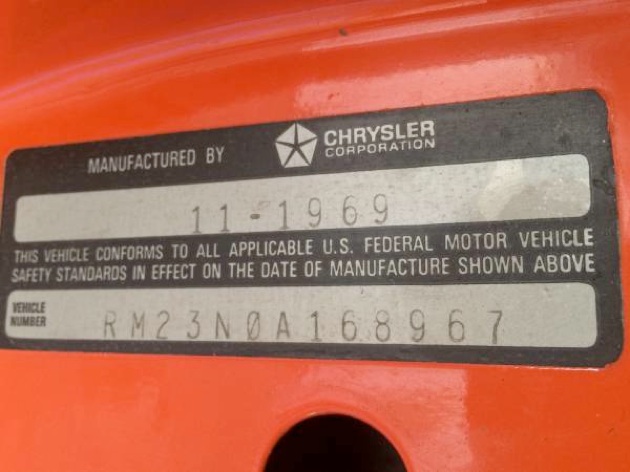 MANUFACTURED BY CHRYSLER CORPORATION
11-1969
THIS VEHICLE CONFORMS TO ALL APPLICABLE U.S. FEDERAL MOTOR VEHICLE
SAFETY STANDARDS IN EFFECT ON THE DATE OF MANUFACTURE SHOWN ABOVE
VEHICLE NUMBER RM23N0A168967